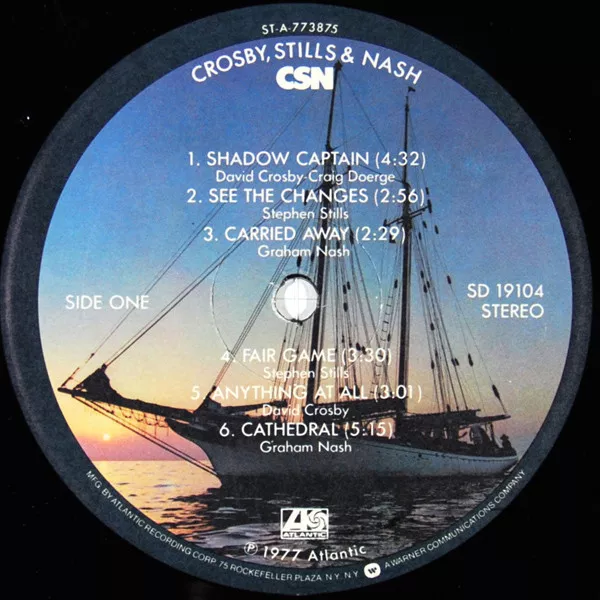 ST-A-773875
CROSBY, STILLS & NASH
CSN
1. SHADOW CAPTAIN (4:32)
David Crosby-Craig Doerge
2. SEE THE CHANGES (2:56)
Stephen Stills
3. CARRIED AWAY (2:29)
Graham Nash
SIDE ONE
SD 19104
STEREO
4. FAIR GAME (3:30)
Stephen Stills
5. ANYTHING AT ALL (3:01)
David Crosby
6. CATHEDRAL (5:15)
Graham Nash
ATLANTIC
℗ 1977 Atlantic
MFG. BY ATLANTIC RECORDING CORP. 75 ROCKEFELLER PLAZA, N.Y. N.Y. A WARNER COMMUNICATIONS COMPANY